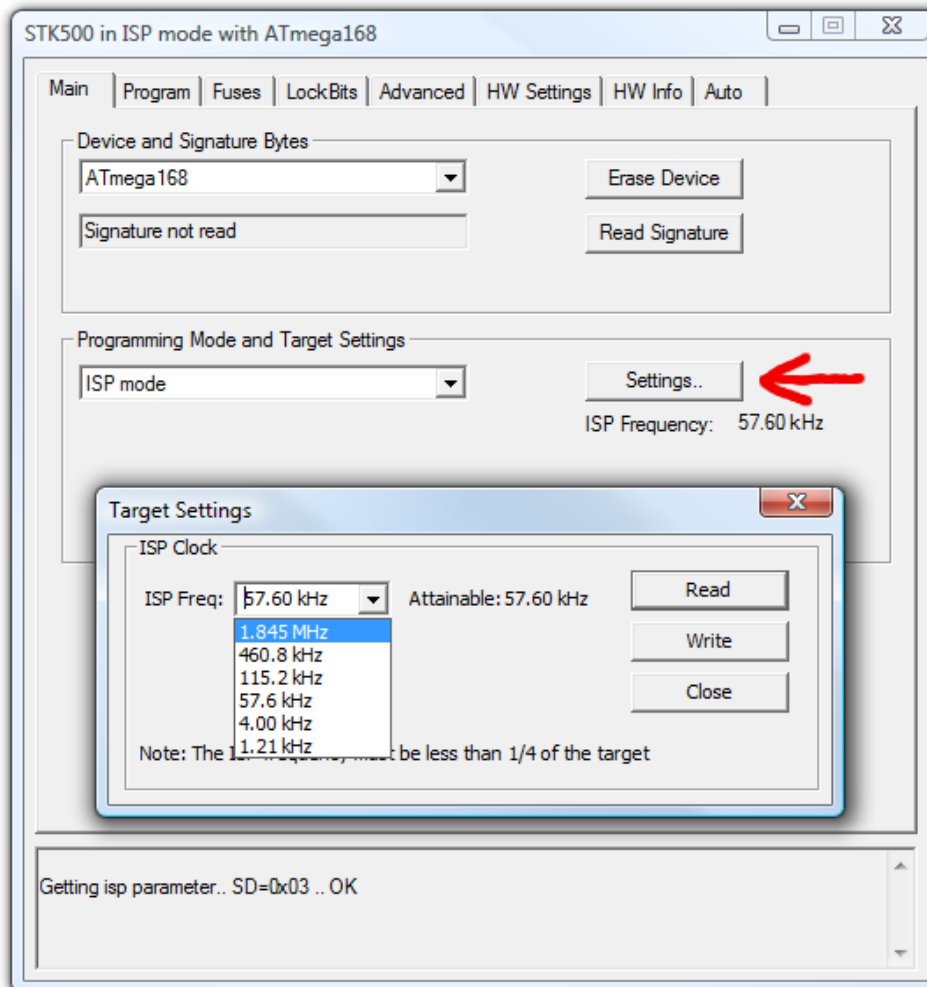 STK500 in ISP mode with ATmega168
Main Program Fuses LockBits Advanced HW Settings HW Info Auto
Device and Signature Bytes
ATmega168
Erase Device
Signature not read
Read Signature
Programming Mode and Target Settings
ISP mode
Settings..
ISP Frequency: 57.60 kHz
Target Settings
ISP Clock
ISP Freq: 57.60 kHz Attainable: 57.60 kHz
Read
1.845 MHz
460.8 kHz
115.2 kHz
57.6 kHz
4.00 kHz
1.21 kHz
Write
Close
Note: The be less than 1/4 of the target
Getting isp parameter.. SD=0x03 .. OK